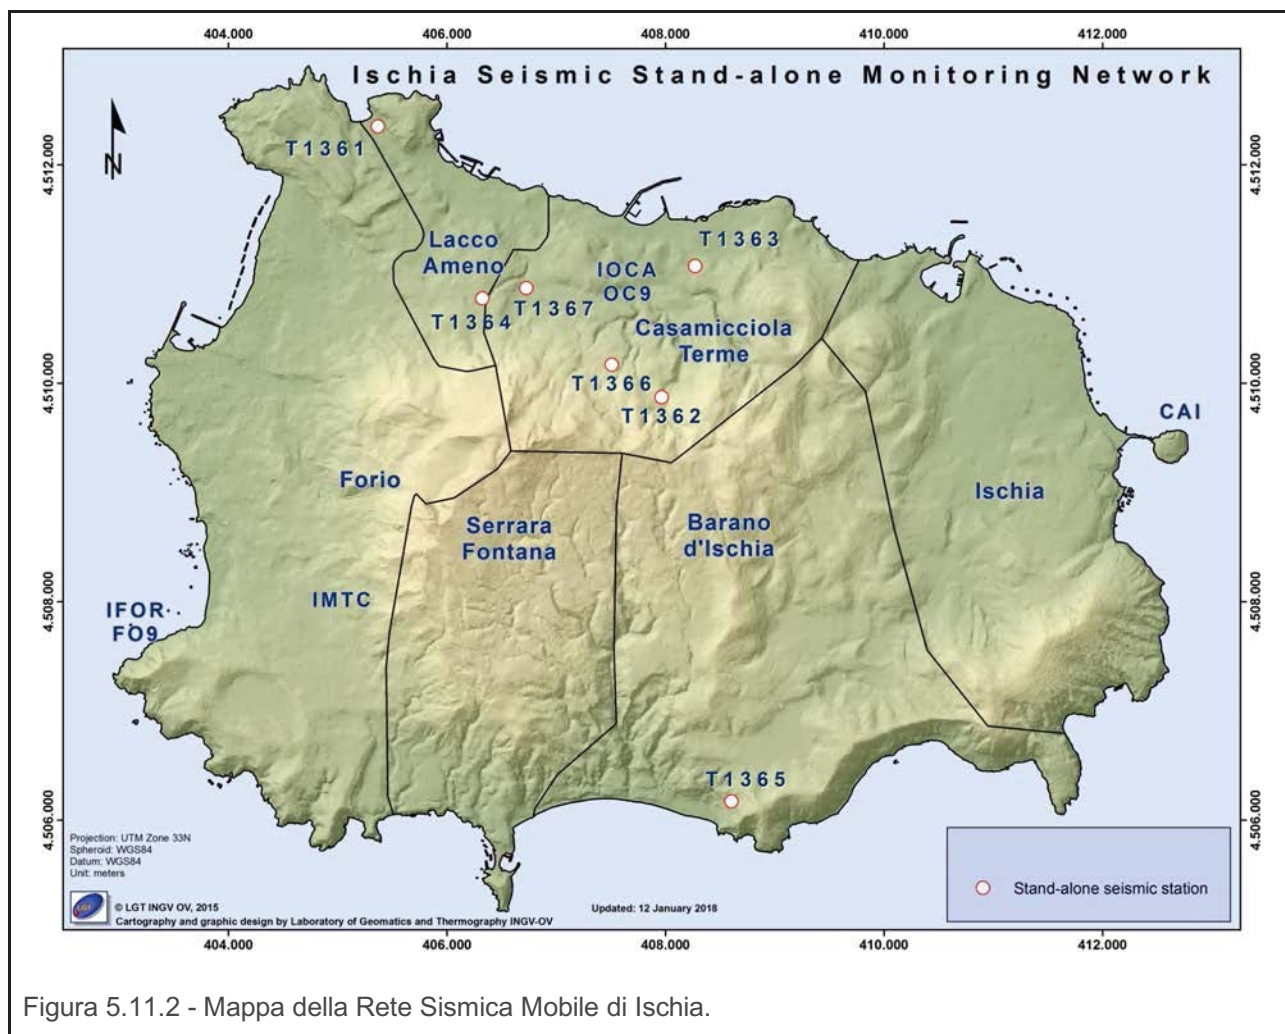 404.000 406.000 408.000 410.000 412.000
Ischia Seismic Stand-alone Monitoring Network
N
4.512.000
4.512.000
T1361
Lacco
Ameno
T1363
IOCA
OC9
T1367
T1364
Casamicciola
Terme
T1366
T1362
4.510.000
4.510.000
CAI
Forio
Serrara
Fontana
Barano
d'Ischia
Ischia
IMTC
IFOR
FO9
4.508.000
4.508.000
T1365
4.506.000
4.506.000
Projection: UTM Zone 33N
Spheroid: WGS84
Datum: WGS84
Unit: meters
Stand-alone seismic station
LGT
© LGT INGV OV, 2015
Updated: 12 January 2018
Cartography and graphic design by Laboratory of Geomatics and Thermography INGV-OV
404.000 406.000 408.000 410.000 412.000
Figura 5.11.2 - Mappa della Rete Sismica Mobile di Ischia.